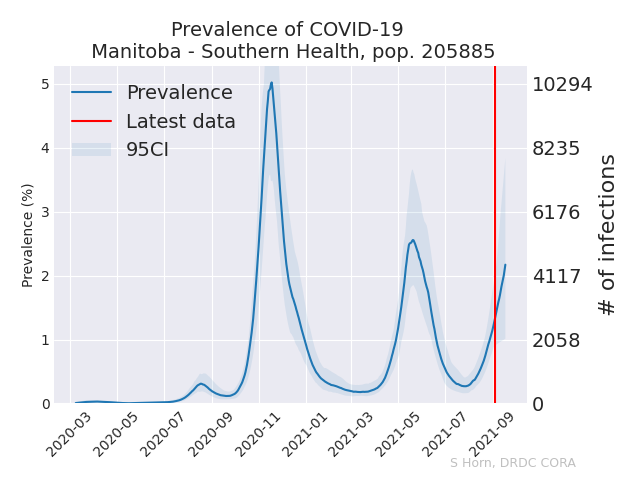 Prevalence of COVID-19
Manitoba - Southern Health, pop. 205885
Prevalence
Latest data
95CI
Prevalence (%)
5
4
3
2
1
0
10294
8235
6176
4117
2058
0
# of infections
2020-03
2020-05
2020-07
2020-09
2020-11
2021-01
2021-03
2021-05
2021-07
2021-09
S Horn, DRDC CORA